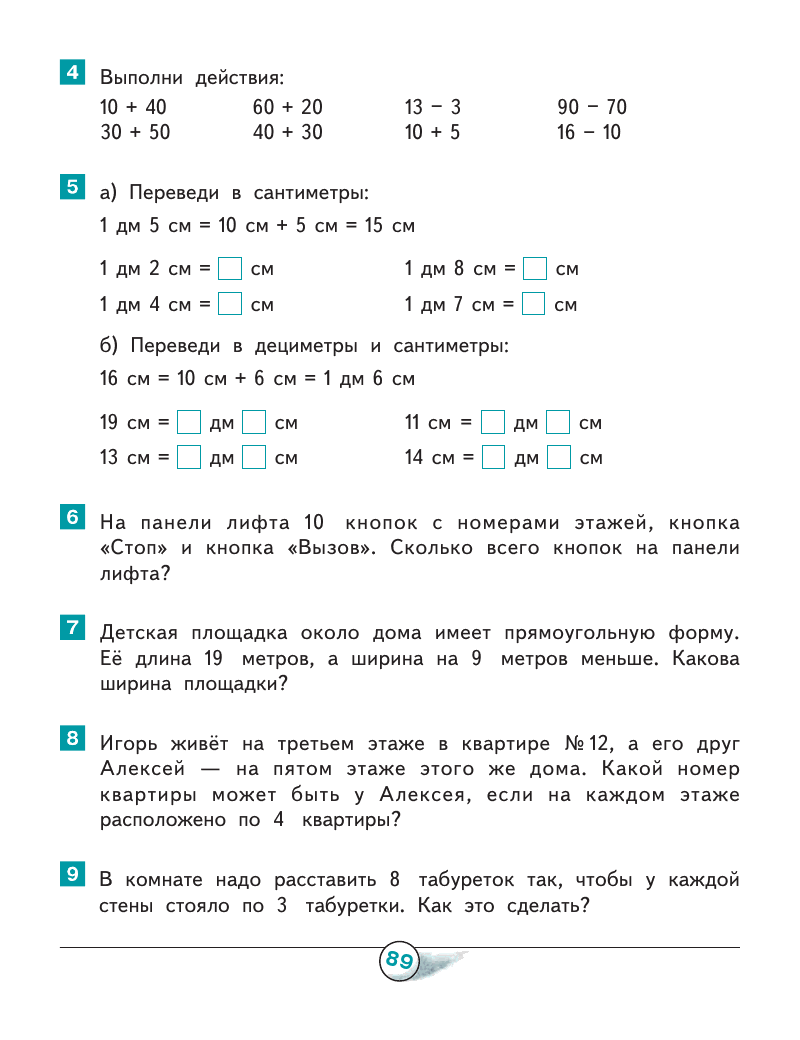 4 Выполни действия:
10 + 40 60 + 20 13 − 3 90 − 70
30 + 50 40 + 30 10 + 5 16 − 10
5 а) Переведи в сантиметры:
1 дм 5 см = 10 см + 5 см = 15 см
1 дм 2 см = □ см 1 дм 8 см = □ см
1 дм 4 см = □ см 1 дм 7 см = □ см
б) Переведи в дециметры и сантиметры:
16 см = 10 см + 6 см = 1 дм 6 см
19 см = □ дм □ см 11 см = □ дм □ см
13 см = □ дм □ см 14 см = □ дм □ см
6 На панели лифта 10 кнопок с номерами этажей, кнопка
«Стоп» и кнопка «Вызов». Сколько всего кнопок на панели
лифта?
7 Детская площадка около дома имеет прямоугольную форму.
Её длина 19 метров, а ширина на 9 метров меньше. Какова
ширина площадки?
8 Игорь живёт на третьем этаже в квартире № 12, а его друг
Алексей — на пятом этаже этого же дома. Какой номер
квартиры может быть у Алексея, если на каждом этаже
расположено по 4 квартиры?
9 В комнате надо расставить 8 табуреток так, чтобы у каждой
стены стояло по 3 табуретки. Как это сделать?
89